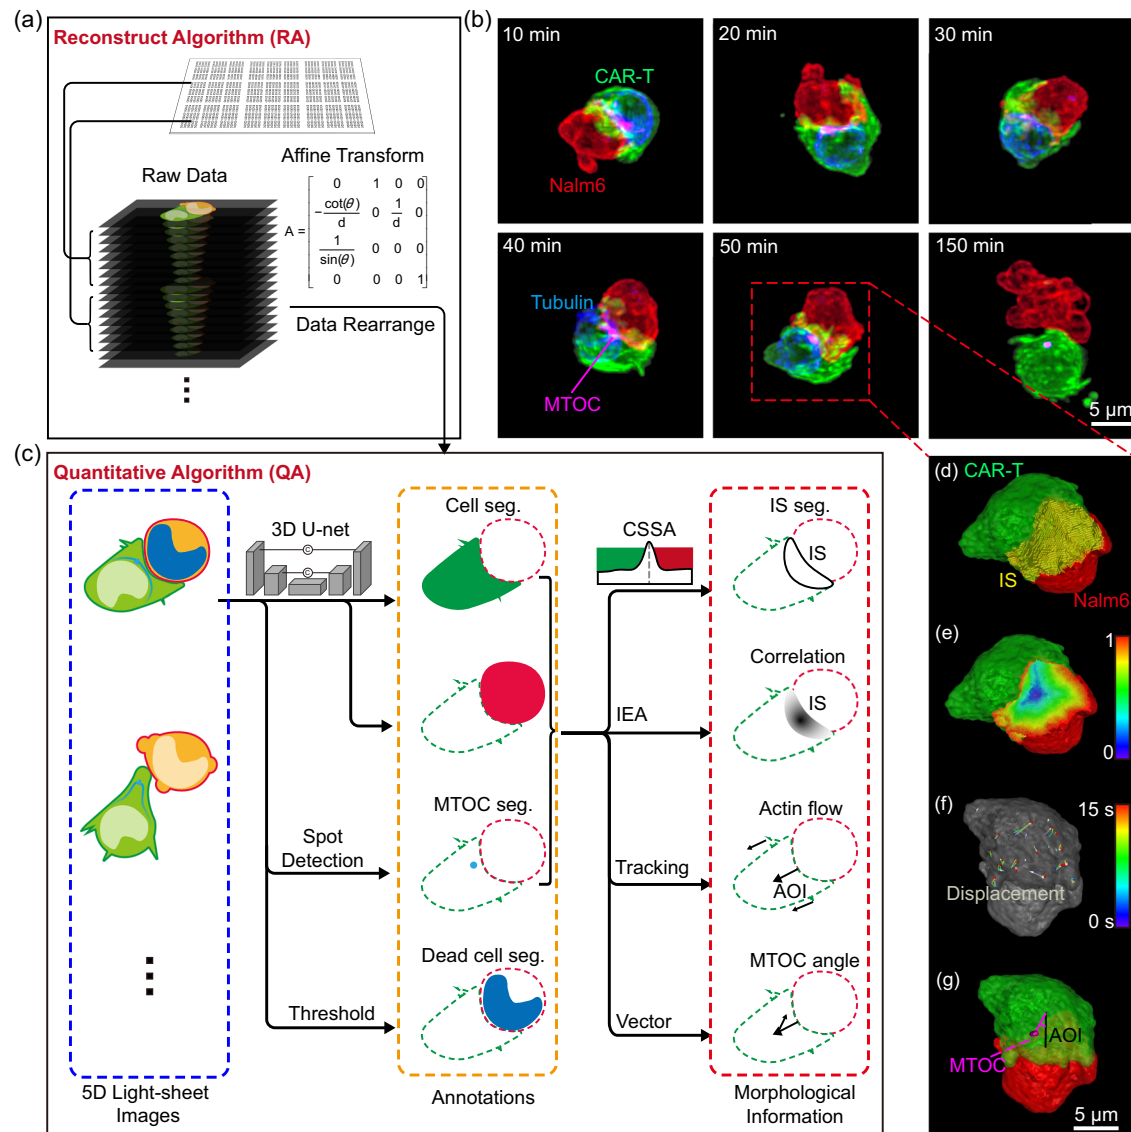 (a)
Reconstruct Algorithm (RA)
Affine Transform
Raw Data
A =
0 1 0 0
-cot(θ)/d 0 1/d 0
1/sin(θ) 0 0 0
0 0 0 1
Data Rearrange
(b)
10 min
CAR-T
Nalm6
20 min
30 min
40 min
Tubulin
MTOC
50 min
150 min
5 µm
(c)
Quantitative Algorithm (QA)
3D U-net
C
C
Spot
Detection
Threshold
5D Light-sheet
Images
Cell seg.
MTOC seg.
Dead cell seg.
Annotations
CSSA
IEA
Tracking
Vector
IS seg.
IS
Correlation
IS
Actin flow
AOI
MTOC angle
Morphological
Information
(d)
CAR-T
IS
Nalm6
(e)
1
0
(f)
15 s
Displacement
0 s
(g)
AOI
MTOC
5 µm